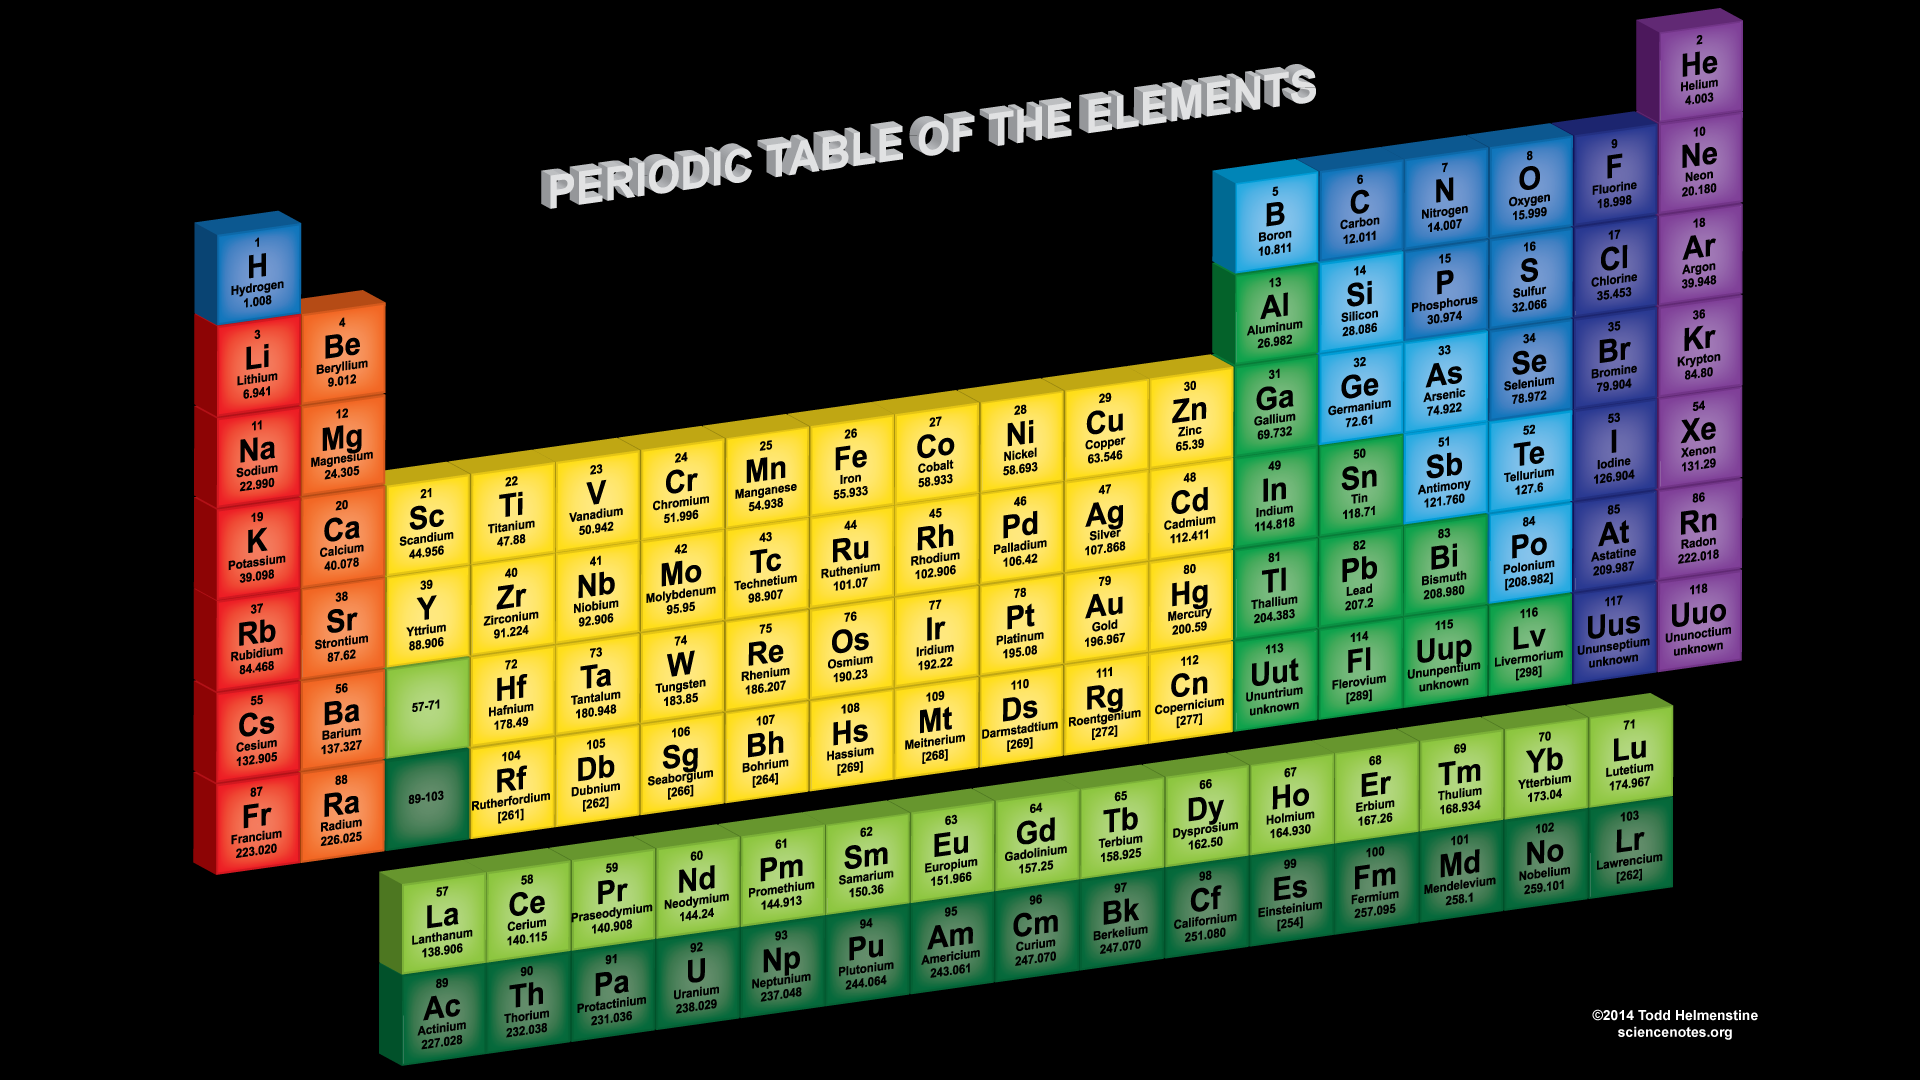 PERIODIC TABLE OF THE ELEMENTS
1
H
Hydrogen
1.008
2
He
Helium
4.003
3
Li
Lithium
6.941
4
Be
Beryllium
9.012
5
B
Boron
10.811
6
C
Carbon
12.011
7
N
Nitrogen
14.007
8
O
Oxygen
15.999
9
F
Fluorine
18.998
10
Ne
Neon
20.180
11
Na
Sodium
22.990
12
Mg
Magnesium
24.305
13
Al
Aluminum
26.982
14
Si
Silicon
28.086
15
P
Phosphorus
30.974
16
S
Sulfur
32.066
17
Cl
Chlorine
35.453
18
Ar
Argon
39.948
19
K
Potassium
39.098
20
Ca
Calcium
40.078
21
Sc
Scandium
44.956
22
Ti
Titanium
47.88
23
V
Vanadium
50.942
24
Cr
Chromium
51.996
25
Mn
Manganese
54.938
26
Fe
Iron
55.933
27
Co
Cobalt
58.933
28
Ni
Nickel
58.693
29
Cu
Copper
63.546
30
Zn
Zinc
65.39
31
Ga
Gallium
69.732
32
Ge
Germanium
72.61
33
As
Arsenic
74.922
34
Se
Selenium
78.972
35
Br
Bromine
79.904
36
Kr
Krypton
84.80
37
Rb
Rubidium
84.468
38
Sr
Strontium
87.62
39
Y
Yttrium
88.906
40
Zr
Zirconium
91.224
41
Nb
Niobium
92.906
42
Mo
Molybdenum
95.95
43
Tc
Technetium
98.907
44
Ru
Ruthenium
101.07
45
Rh
Rhodium
102.906
46
Pd
Palladium
106.42
47
Ag
Silver
107.868
48
Cd
Cadmium
112.411
49
In
Indium
114.818
50
Sn
Tin
118.71
51
Sb
Antimony
121.760
52
Te
Tellurium
127.6
53
I
Iodine
126.904
54
Xe
Xenon
131.29
55
Cs
Cesium
132.905
56
Ba
Barium
137.327
57-71
72
Hf
Hafnium
178.49
73
Ta
Tantalum
180.948
74
W
Tungsten
183.85
75
Re
Rhenium
186.207
76
Os
Osmium
190.23
77
Ir
Iridium
192.22
78
Pt
Platinum
195.08
79
Au
Gold
196.967
80
Hg
Mercury
200.59
81
Tl
Thallium
204.383
82
Pb
Lead
207.2
83
Bi
Bismuth
208.980
84
Po
Polonium
[208.982]
85
At
Astatine
209.987
86
Rn
Radon
222.018
87
Fr
Francium
223.020
88
Ra
Radium
226.025
89-103
104
Rf
Rutherfordium
[261]
105
Db
Dubnium
[262]
106
Sg
Seaborgium
[266]
107
Bh
Bohrium
[264]
108
Hs
Hassium
[269]
109
Mt
Meitnerium
[268]
110
Ds
Darmstadtium
[269]
111
Rg
Roentgenium
[272]
112
Cn
Copernicium
[277]
113
Uut
Ununtrium
unknown
114
Fl
Flerovium
[289]
115
Uup
Ununpentium
unknown
116
Lv
Livermorium
[298]
117
Uus
Ununseptium
unknown
118
Uuo
Ununoctium
unknown
57
La
Lanthanum
138.906
58
Ce
Cerium
140.115
59
Pr
Praseodymium
140.908
60
Nd
Neodymium
144.24
61
Pm
Promethium
144.913
62
Sm
Samarium
150.36
63
Eu
Europium
151.966
64
Gd
Gadolinium
157.25
65
Tb
Terbium
158.925
66
Dy
Dysprosium
162.50
67
Ho
Holmium
164.930
68
Er
Erbium
167.26
69
Tm
Thulium
168.934
70
Yb
Ytterbium
173.04
71
Lu
Lutetium
174.967
89
Ac
Actinium
227.028
90
Th
Thorium
232.038
91
Pa
Protactinium
231.036
92
U
Uranium
238.029
93
Np
Neptunium
237.048
94
Pu
Plutonium
244.064
95
Am
Americium
243.061
96
Cm
Curium
247.070
97
Bk
Berkelium
247.070
98
Cf
Californium
251.080
99
Es
Einsteinium
[254]
100
Fm
Fermium
257.095
101
Md
Mendelevium
258.1
102
No
Nobelium
259.101
103
Lr
Lawrencium
[262]
©2014 Todd Helmenstine
sciencenotes.org